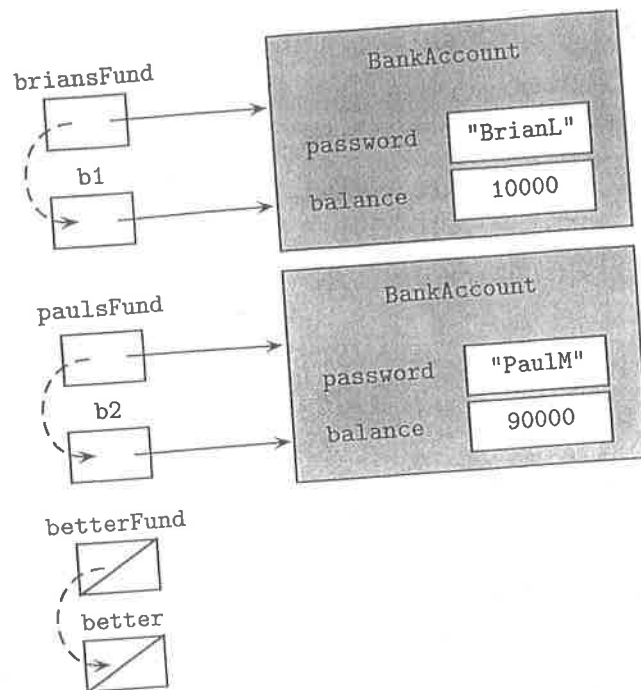 briansFund
BankAccount
password "BrianL"
b1
balance 10000
paulsFund
BankAccount
password "PaulM"
b2
balance 90000
betterFund
better